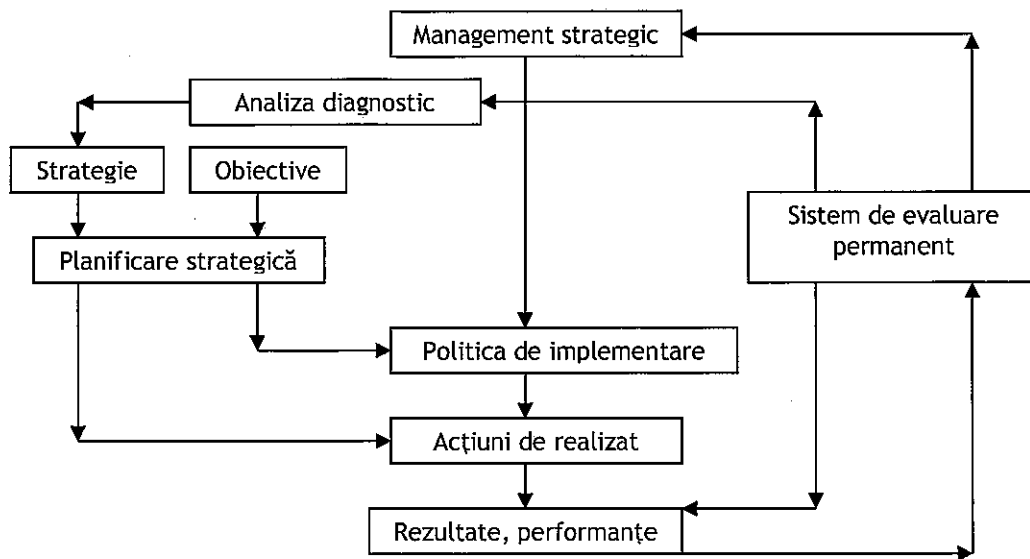 Management strategic
Analiza diagnostic
Strategie
Obiective
Sistem de evaluare
permanent
Planificare strategică
Politica de implementare
Acțiuni de realizat
Rezultate, performanțe